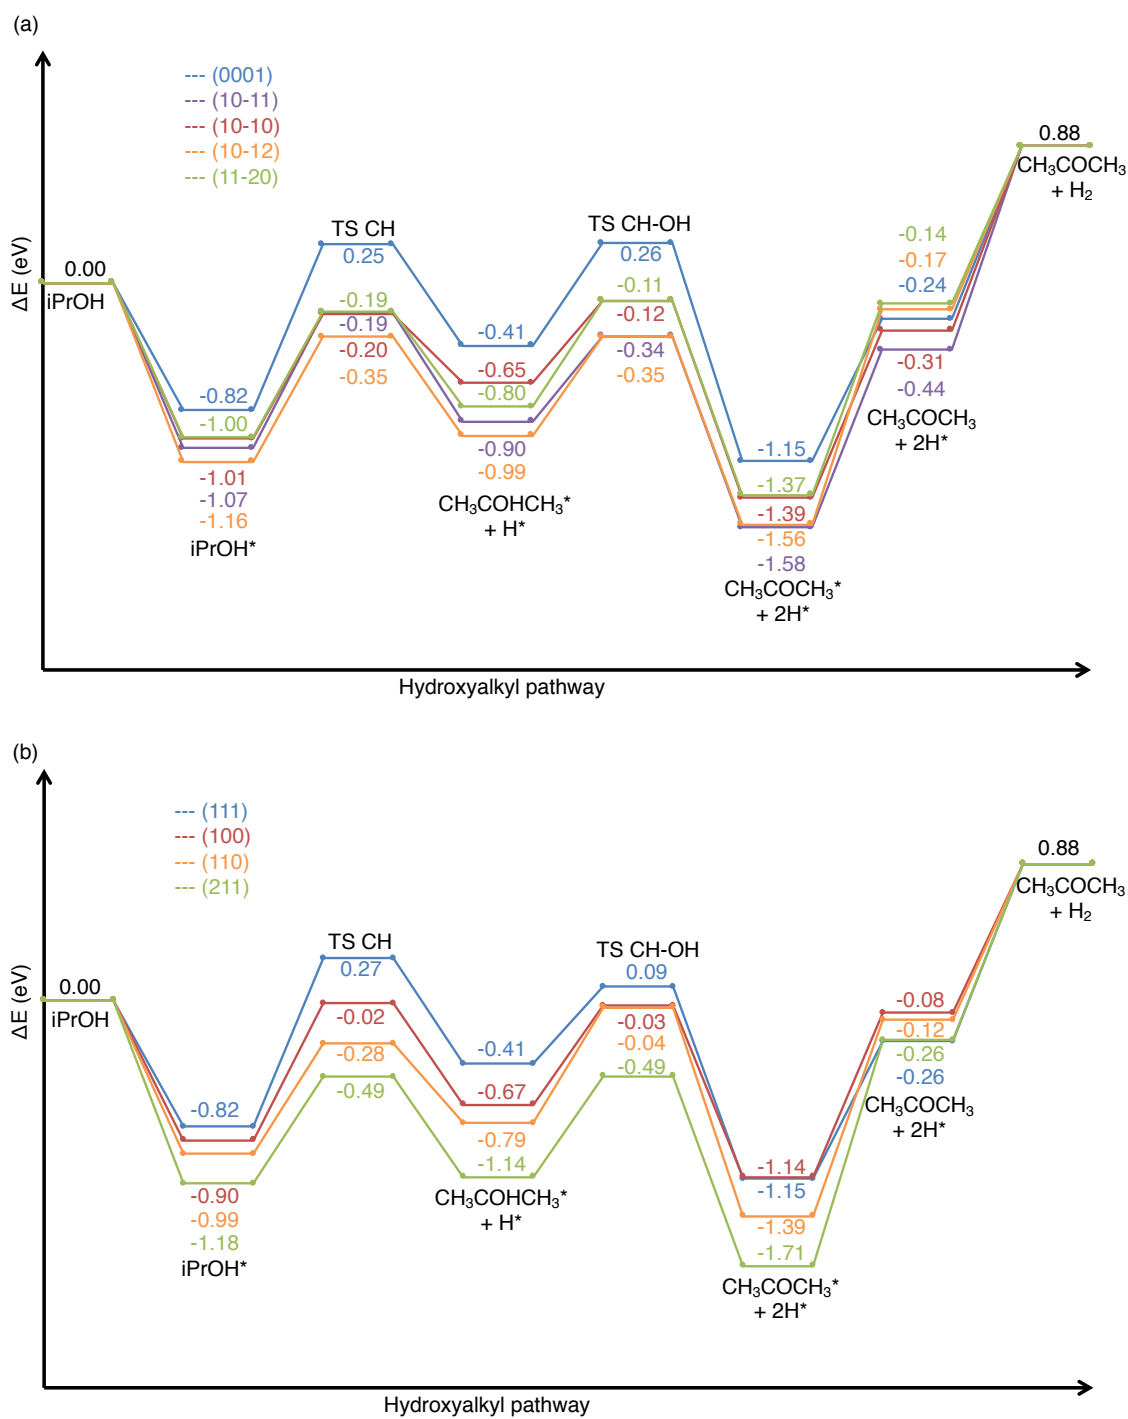 (a)
--- (0001)
--- (10-11)
--- (10-10)
--- (10-12)
--- (11-20)
ΔE (eV)
0.00
iPrOH
-0.82
-1.00
-1.01
-1.07
-1.16
iPrOH*
TS CH
0.25
-0.19
-0.19
-0.20
-0.35
-0.41
-0.65
-0.80
-0.90
-0.99
CH₃COHCH₃*
+ H*
TS CH-OH
0.26
-0.11
-0.12
-0.34
-0.35
-1.15
-1.37
-1.39
-1.56
-1.58
CH₃COCH₃*
+ 2H*
-0.14
-0.17
-0.24
-0.31
-0.44
CH₃COCH₃
+ 2H*
0.88
CH₃COCH₃
+ H₂
Hydroxyalkyl pathway
(b)
--- (111)
--- (100)
--- (110)
--- (211)
ΔE (eV)
0.00
iPrOH
-0.82
-0.90
-0.99
-1.18
iPrOH*
TS CH
0.27
-0.02
-0.28
-0.49
-0.41
-0.67
-0.79
-1.14
CH₃COHCH₃*
+ H*
TS CH-OH
0.09
-0.03
-0.04
-0.49
-1.14
-1.15
-1.39
-1.71
CH₃COCH₃*
+ 2H*
-0.08
-0.12
-0.26
-0.26
CH₃COCH₃
+ 2H*
0.88
CH₃COCH₃
+ H₂
Hydroxyalkyl pathway